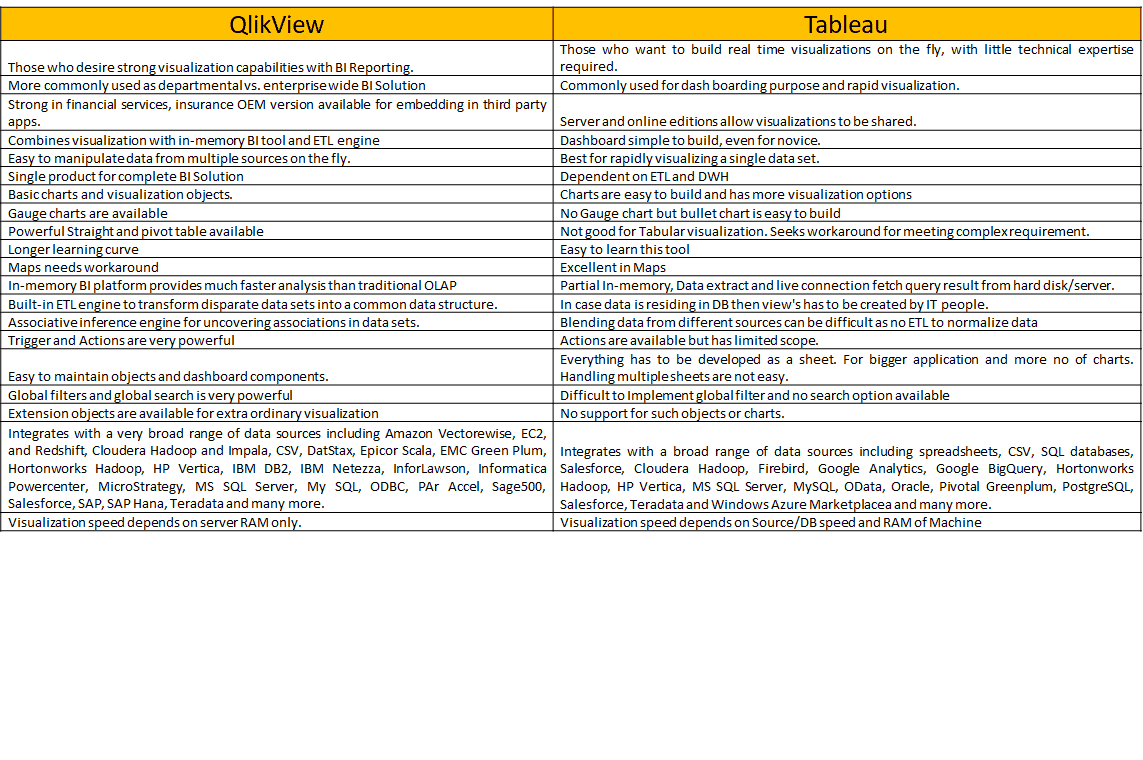 QlikView
Tableau
Those who desire strong visualization capabilities with BI Reporting.
Those who want to build real time visualizations on the fly, with little technical expertise
required.
More commonly used as departmental vs. enterprise wide BI Solution
Commonly used for dash boarding purpose and rapid visualization.
Strong in financial services, insurance OEM version available for embedding in third party
apps.
Server and online editions allow visualizations to be shared.
Combines visualization with in-memory BI tool and ETL engine
Dashboard simple to build, even for novice.
Easy to manipulate data from multiple sources on the fly.
Best for rapidly visualizing a single data set.
Single product for complete BI Solution
Dependent on ETL and DWH
Basic charts and visualization objects.
Charts are easy to build and has more visualization options
Gauge charts are available
No Gauge chart but bullet chart is easy to build
Powerful Straight and pivot table available
Not good for Tabular visualization. Seeks workaround for meeting complex requirement.
Longer learning curve
Easy to learn this tool
Maps needs workaround
Excellent in Maps
In-memory BI platform provides much faster analysis than traditional OLAP
Partial In-memory, Data extract and live connection fetch query result from hard disk/server.
Built-in ETL engine to transform disparate data sets into a common data structure.
In case data is residing in DB then view's has to be created by IT people.
Associative inference engine for uncovering associations in data sets.
Blending data from different sources can be difficult as no ETL to normalize data
Trigger and Actions are very powerful
Actions are available but has limited scope.
Easy to maintain objects and dashboard components.
Everything has to be developed as a sheet. For bigger application and more no of charts.
Handling multiple sheets are not easy.
Global filters and global search is very powerful
Difficult to Implement global filter and no search option available
Extension objects are available for extra ordinary visualization
No support for such objects or charts.
Integrates with a very broad range of data sources including Amazon Vectorewise, EC2,
and Redshift, Cloudera Hadoop and Impala, CSV, DatStax, Epicor Scala, EMC Green Plum,
Hortonworks Hadoop, HP Vertica, IBM DB2, IBM Netezza, InforLawson, Informatica
Powercenter, MicroStrategy, MS SQL Server, My SQL, ODBC, PAr Accel, Sage500,
Salesforce, SAP, SAP Hana, Teradata and many more.
Integrates with a broad range of data sources including spreadsheets, CSV, SQL databases,
Salesforce, Cloudera Hadoop, Firebird, Google Analytics, Google BigQuery, Hortonworks
Hadoop, HP Vertica, MS SQL Server, MySQL, OData, Oracle, Pivotal Greenplum, PostgreSQL,
Salesforce, Teradata and Windows Azure Marketplacea and many more.
Visualization speed depends on server RAM only.
Visualization speed depends on Source/DB speed and RAM of Machine